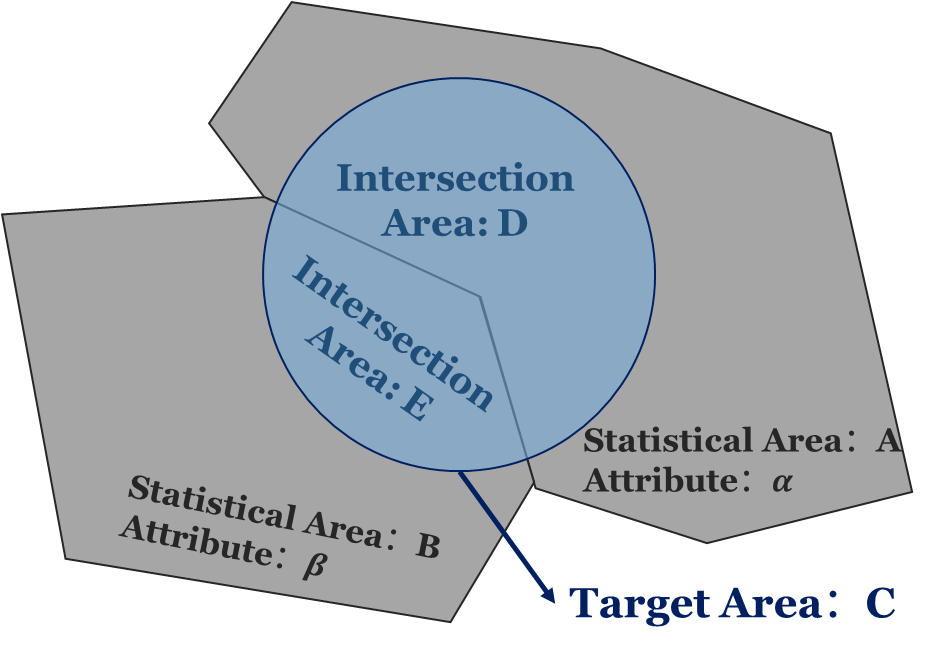 Intersection
Area: D
Intersection
Area: E
Statistical Area： A
Attribute： α
Statistical Area： B
Attribute： β
Target Area： C